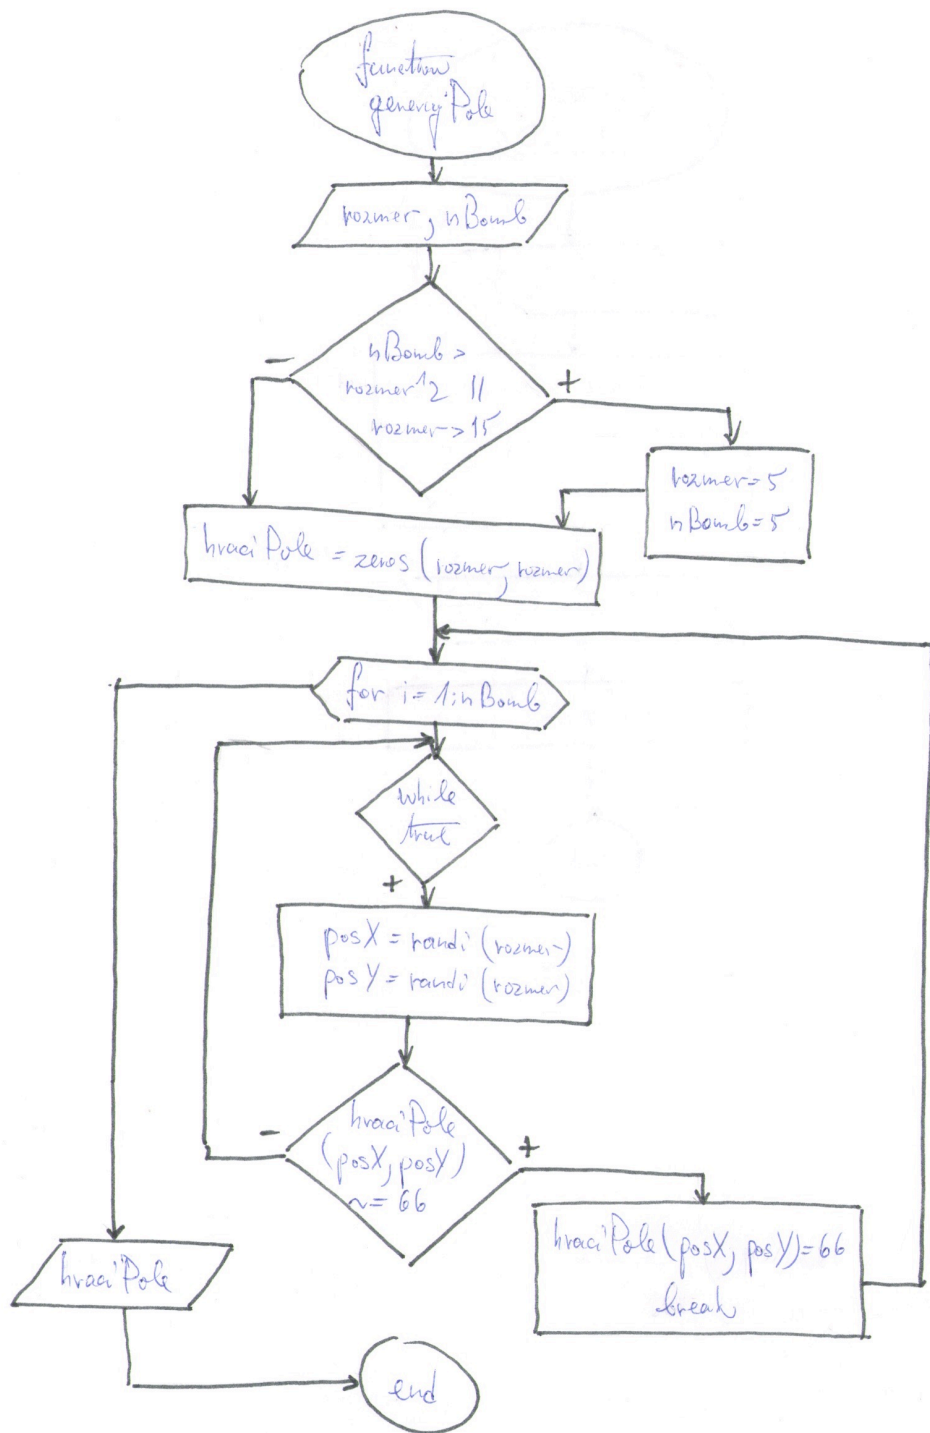 function
generujPole
rozmer, nBomb
nBomb >
rozmer^2 ||
rozmer > 15
-
+
rozmer = 5
nBomb = 5
hraciPole = zeros (rozmer, rozmer)
for i = 1:nBomb
while
true
+
posX = randi (rozmer)
posY = randi (rozmer)
hraciPole
(posX, posY)
~= 66
-
+
hraciPole (posX, posY) = 66
break
hraciPole
end